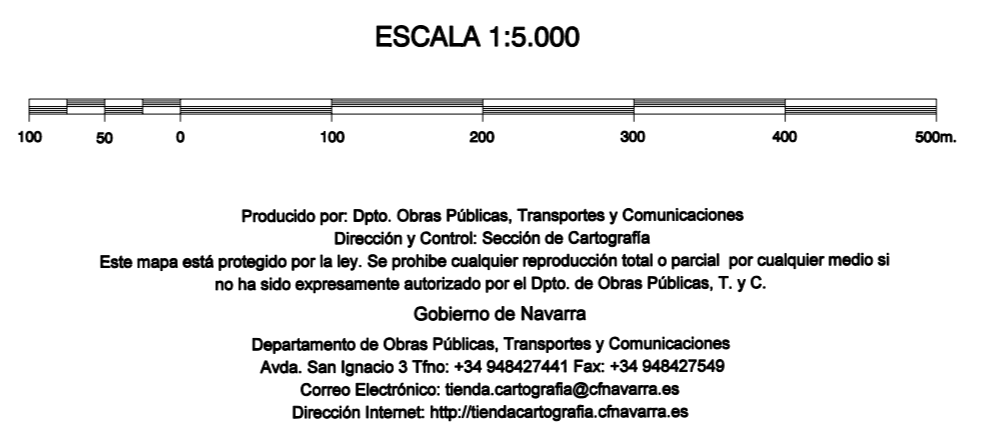 ESCALA 1:5.000
100 50 0 100 200 300 400 500m.
Producido por: Dpto. Obras Públicas, Transportes y Comunicaciones
Dirección y Control: Sección de Cartografía
Este mapa está protegido por la ley. Se prohibe cualquier reproducción total o parcial por cualquier medio si
no ha sido expresamente autorizado por el Dpto. de Obras Públicas, T. y C.
Gobierno de Navarra
Departamento de Obras Públicas, Transportes y Comunicaciones
Avda. San Ignacio 3 Tfno: +34 948427441 Fax: +34 948427549
Correo Electrónico: tienda.cartografia@cfnavarra.es
Dirección Internet: http://tiendacartografia.cfnavarra.es